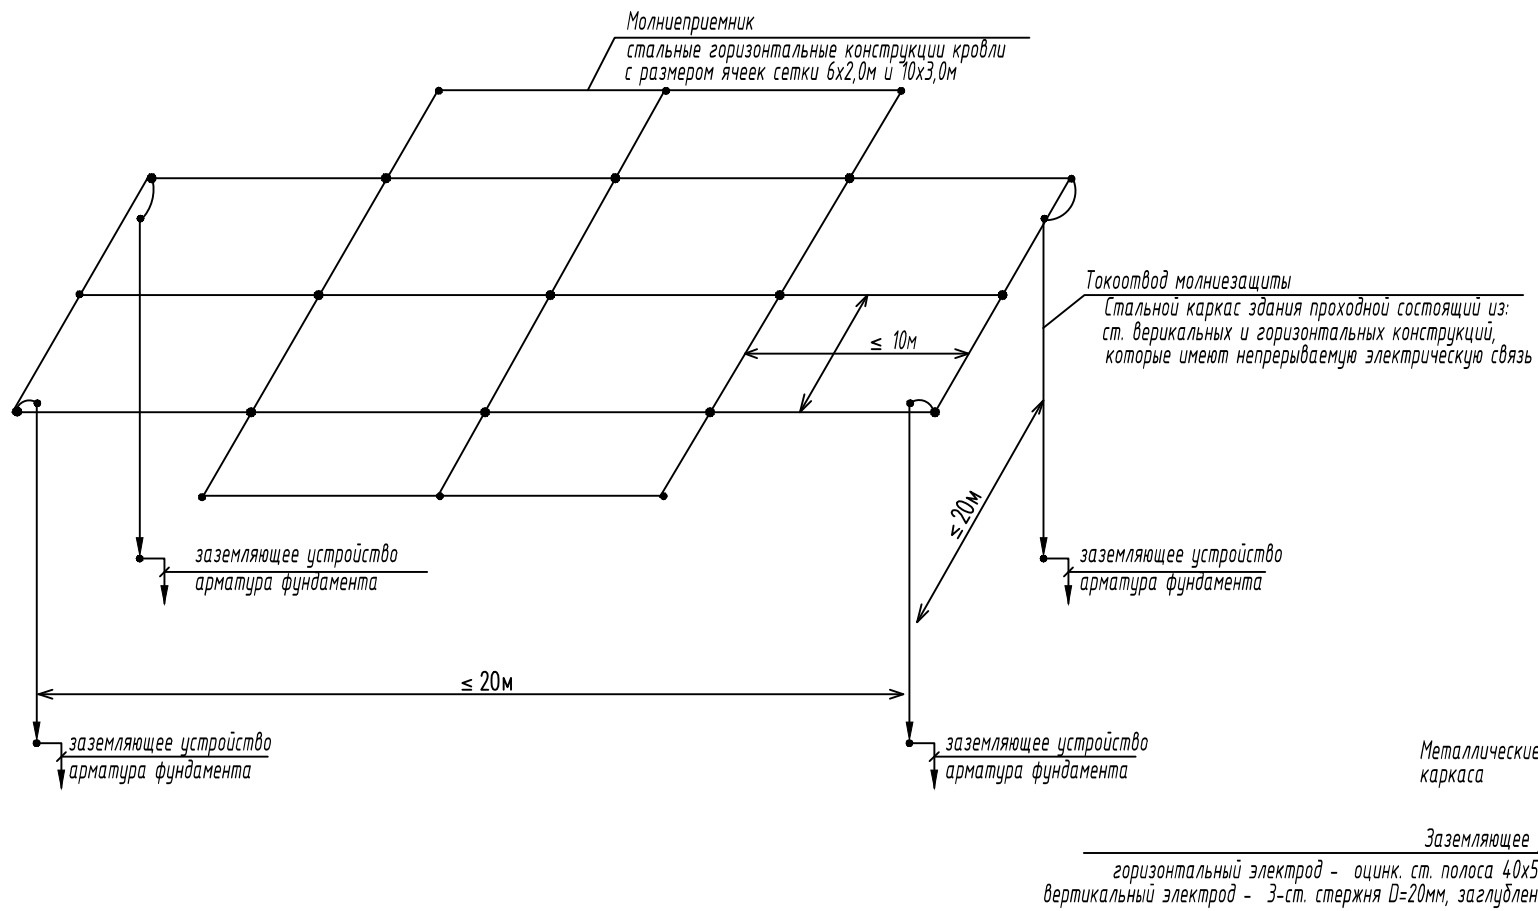 Молниеприемник
стальные горизонтальные конструкции кровли
с размером ячеек сетки 6х2,0м и 10х3,0м
Токоотвод молниезащиты
Стальной каркас здания проходной состоящий из:
ст. верикальных и горизонтальных конструкций,
которые имеют непрерываемую электрическую связь
≤ 10м
≤ 20м
заземляющее устройство
арматура фундамента
заземляющее устройство
арматура фундамента
≤ 20м
заземляющее устройство
арматура фундамента
заземляющее устройство
арматура фундамента
Металлические
каркаса
Заземляющее
горизонтальный электрод - оцинк. ст. полоса 40х5
вертикальный электрод - 3-ст. стержня D=20мм, заглублен